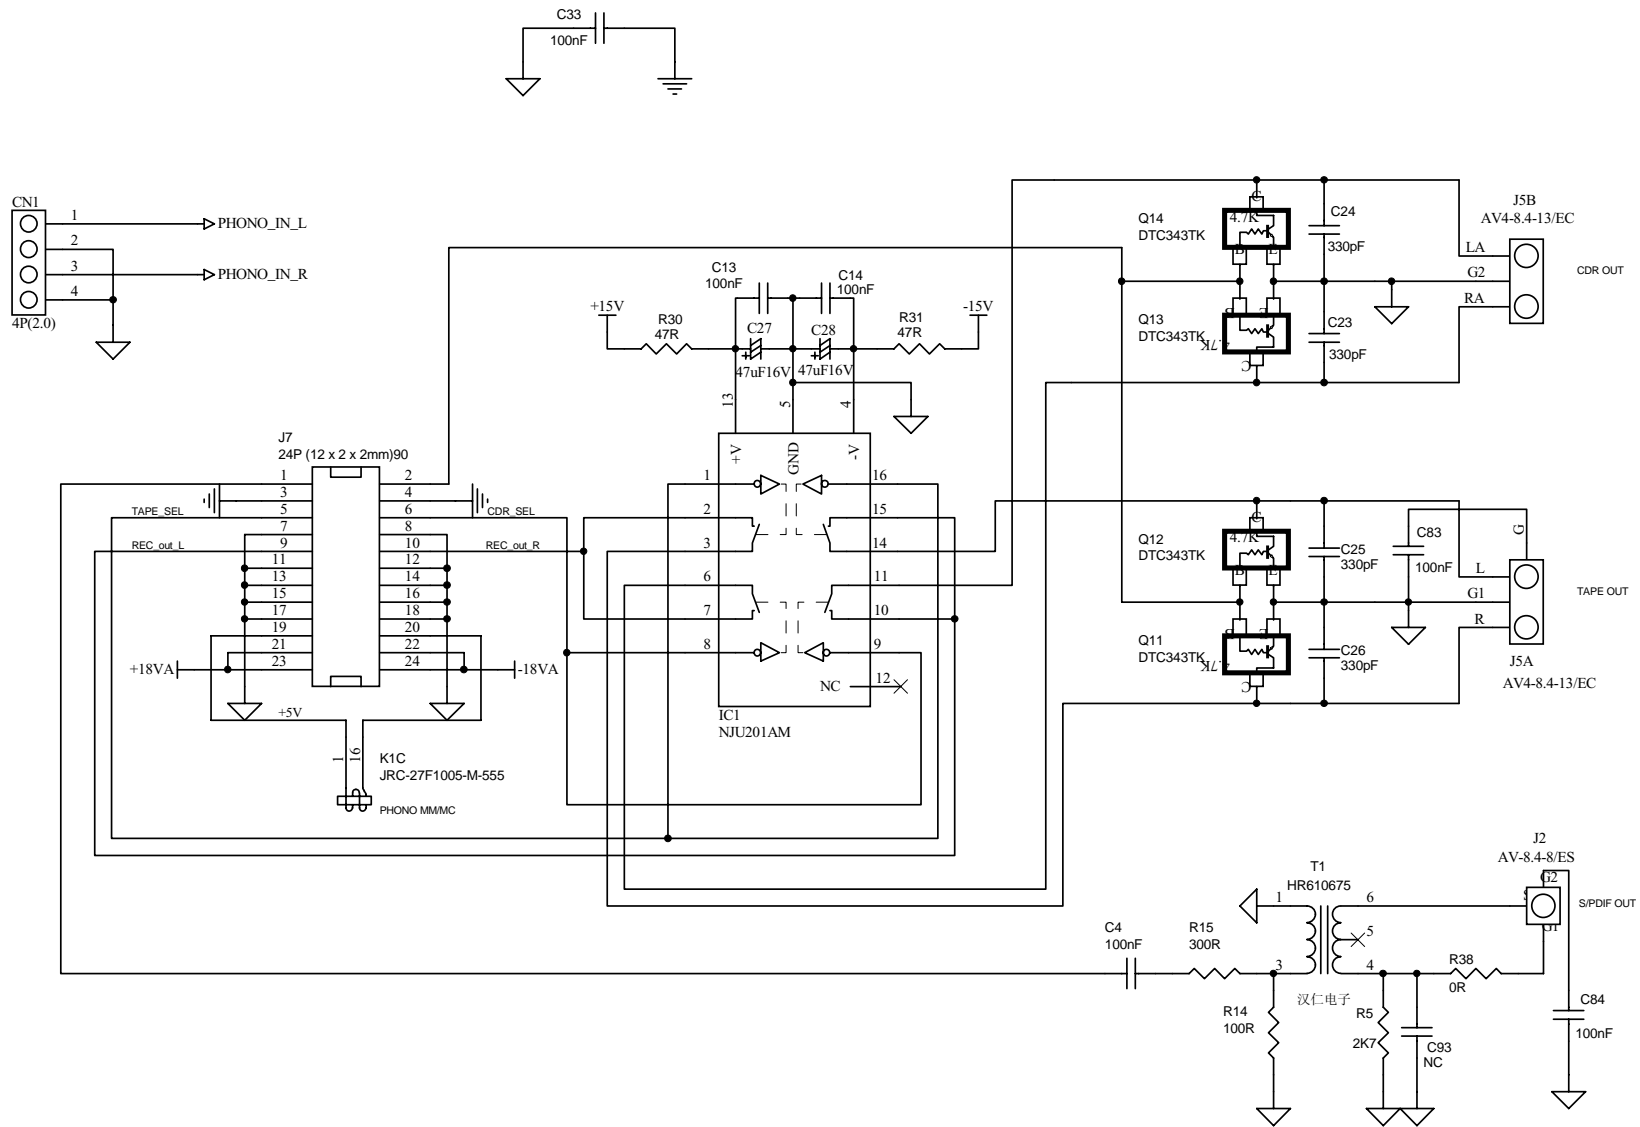 C33
100nF
CN1
1
2
3
4
4P(2.0)
PHONO_IN_L
PHONO_IN_R
J7
24P (12 x 2 x 2mm)90
1
3
5
7
9
11
13
15
17
19
21
23
2
4
6
8
10
12
14
16
18
20
22
24
TAPE_SEL
REC_out_L
CDR_SEL
REC_out_R
+18VA
-18VA
+5V
1
16
K1C
JRC-27F1005-M-555
PHONO MM/MC
C13
100nF
C14
100nF
+15V
R30
47R
C27
47uF16V
C28
47uF16V
R31
47R
-15V
13
5
4
+V
GND
-V
1
2
3
6
7
8
16
15
14
11
10
9
NC
12
IC1
NJU201AM
Q14
DTC343TK
C
4.7K
B
E
C24
330pF
Q13
DTC343TK
B
E
4.7K
C
C23
330pF
J5B
AV4-8.4-13/EC
LA
G2
RA
CDR OUT
Q12
DTC343TK
C
4.7K
B
E
C25
330pF
C83
100nF
G
Q11
DTC343TK
B
E
4.7K
C
C26
330pF
L
G1
R
TAPE OUT
J5A
AV4-8.4-13/EC
J2
AV-8.4-8/ES
G2
S
G1
S/PDIF OUT
T1
HR610675
1
3
6
5
4
汉仁电子
C4
100nF
R15
300R
R14
100R
R5
2K7
C93
NC
R38
0R
C84
100nF